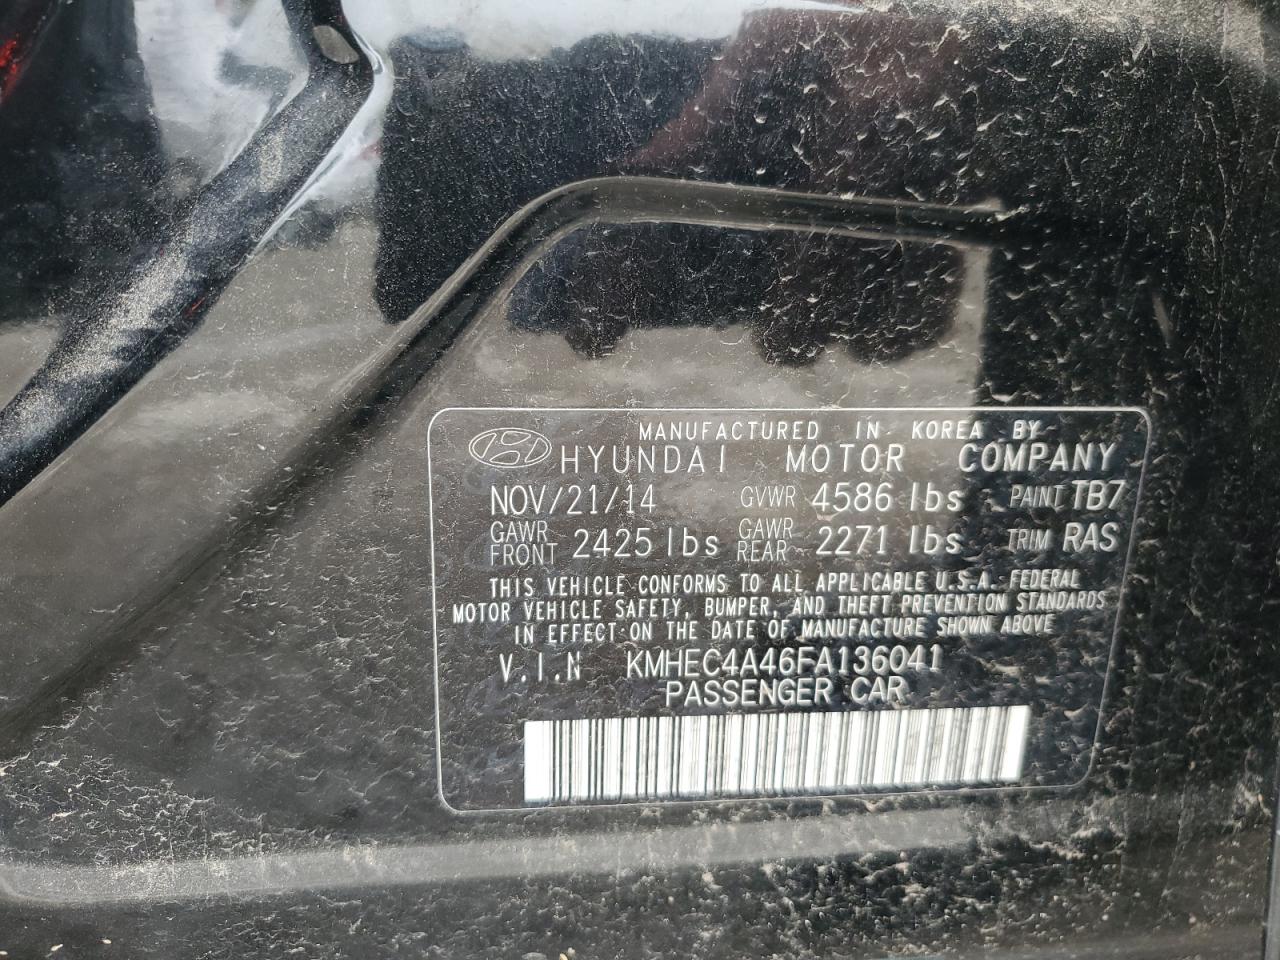 MANUFACTURED IN KOREA BY
HYUNDAI MOTOR COMPANY
NOV/21/14 GVWR 4586 lbs PAINT TB7
GAWR FRONT 2425 lbs GAWR REAR 2271 lbs TRIM RAS
THIS VEHICLE CONFORMS TO ALL APPLICABLE U.S.A. FEDERAL
MOTOR VEHICLE SAFETY, BUMPER, AND THEFT PREVENTION STANDARDS
IN EFFECT ON THE DATE OF MANUFACTURE SHOWN ABOVE
V.I.N KMHEC4A46FA136041
PASSENGER CAR